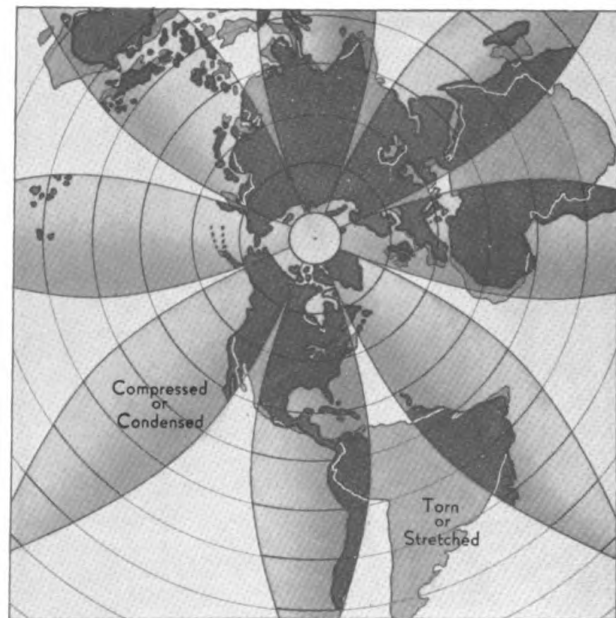 Compressed
or
Condensed
Torn
or
Stretched